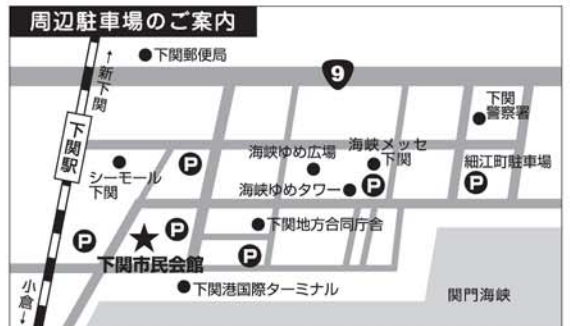 周辺駐車場のご案内
下関郵便局
↑新下関
9
下関
警察署
下関駅
海峡ゆめ広場
海峡メッセ
下関
細江町駐車場
P
シーモール
下関
海峡ゆめタワー
P
P
P
P
下関地方合同庁舎
P
下関市民会館
小倉↓
下関港国際ターミナル
関門海峡